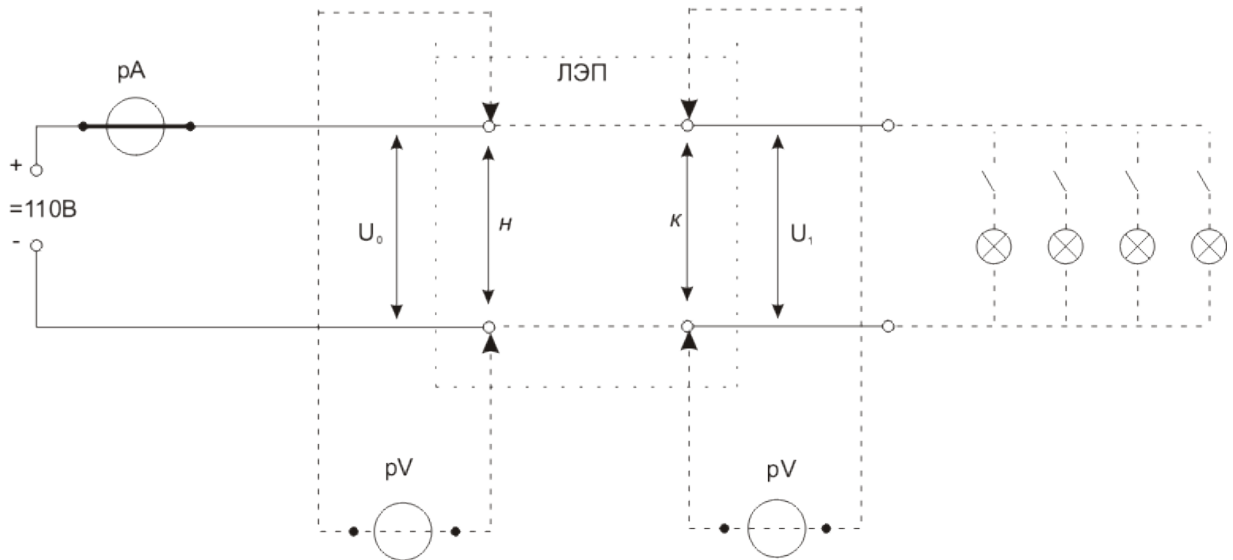 ЛЭП
pA
+
=110В
-
U₀
н
к
U₁
pV
pV